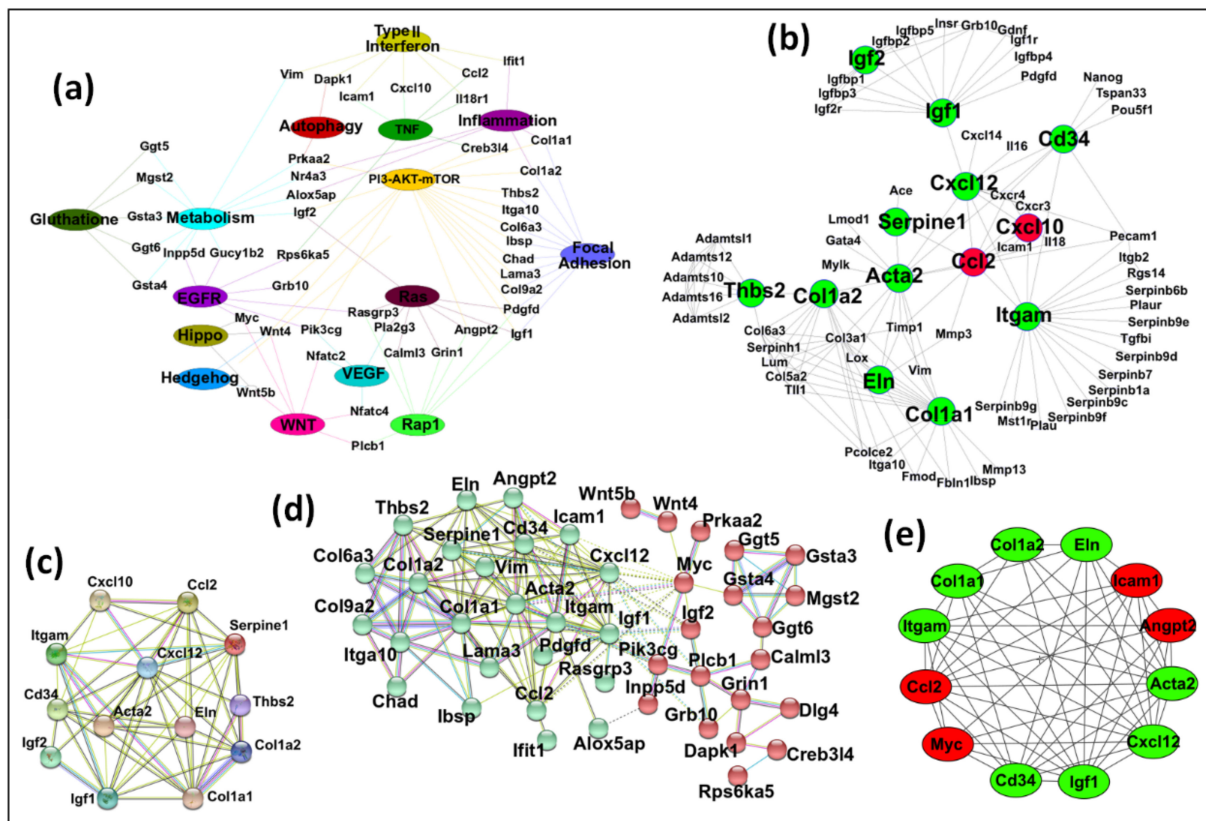 (a)
Type II
Interferon
Vim
Dapk1
Icam1
Cxcl10
Ccl2
Ifit1
Il18r1
Autophagy
TNF
Inflammation
Creb3l4
Col1a1
Col1a2
Ggt5
Mgst2
Prkaa2
Nr4a3
Alox5ap
Igf2
PI3-AKT-mTOR
Thbs2
Itga10
Col6a3
Ibsp
Chad
Lama3
Col9a2
Pdgfd
Igf1
Gluthatione
Gsta3
Metabolism
Ggt6
Inpp5d
Gucy1b2
Rps6ka5
Focal
Adhesion
Gsta4
EGFR
Grb10
Ras
Rasgrp3
Hippo
Myc
Wnt4
Pik3cg
Pla2g3
Angpt2
Nfatc2
Calml3
Grin1
Hedgehog
Wnt5b
VEGF
Nfatc4
WNT
Rap1
Plcb1
(b)
Insr
Igfbp5
Grb10
Gdnf
Igfbp2
Igf1r
Igf2
Igfbp4
Igfbp1
Pdgfd
Igfbp3
Igf2r
Igf1
Nanog
Tspan33
Pou5f1
Cxcl14
Il16
Cd34
Cxcl12
Cxcr4
Cxcr3
Ace
Serpine1
Cxcl10
Lmod1
Icam1
Il18
Gata4
Pecam1
Adamtsl1
Mylk
Acta2
Ccl2
Itgb2
Adamts12
Rgs14
Adamts10
Thbs2
Col1a2
Serpinb6b
Adamts16
Itgam
Plaur
Adamtsl2
Serpinb9e
Col6a3
Col3a1
Timp1
Mmp3
Tgfbi
Serpinh1
Serpinb9d
Lum
Lox
Vim
Serpinb7
Col5a2
Eln
Serpinb1a
Tll1
Col1a1
Serpinb9g
Serpinb9c
Mst1r
Serpinb9f
Plau
Pcolce2
Itga10
Mmp13
Fmod
Ibsp
Fbln1
(c)
Cxcl10
Ccl2
Itgam
Serpine1
Cxcl12
Cd34
Thbs2
Acta2
Eln
Igf2
Col1a2
Igf1
Col1a1
(d)
Eln
Angpt2
Thbs2
Icam1
Wnt5b
Wnt4
Serpine1
Cd34
Prkaa2
Col6a3
Cxcl12
Ggt5
Col1a2
Vim
Myc
Gsta3
Gsta4
Col9a2
Acta2
Mgst2
Col1a1
Itgam
Igf1
Igf2
Itga10
Pdgfd
Pik3cg
Ggt6
Lama3
Rasgrp3
Plcb1
Calml3
Chad
Ccl2
Inpp5d
Grin1
Ibsp
Grb10
Dlg4
Ifit1
Alox5ap
Dapk1
Creb3l4
Rps6ka5
(e)
Col1a2
Eln
Col1a1
Icam1
Itgam
Angpt2
Ccl2
Acta2
Myc
Cxcl12
Cd34
Igf1